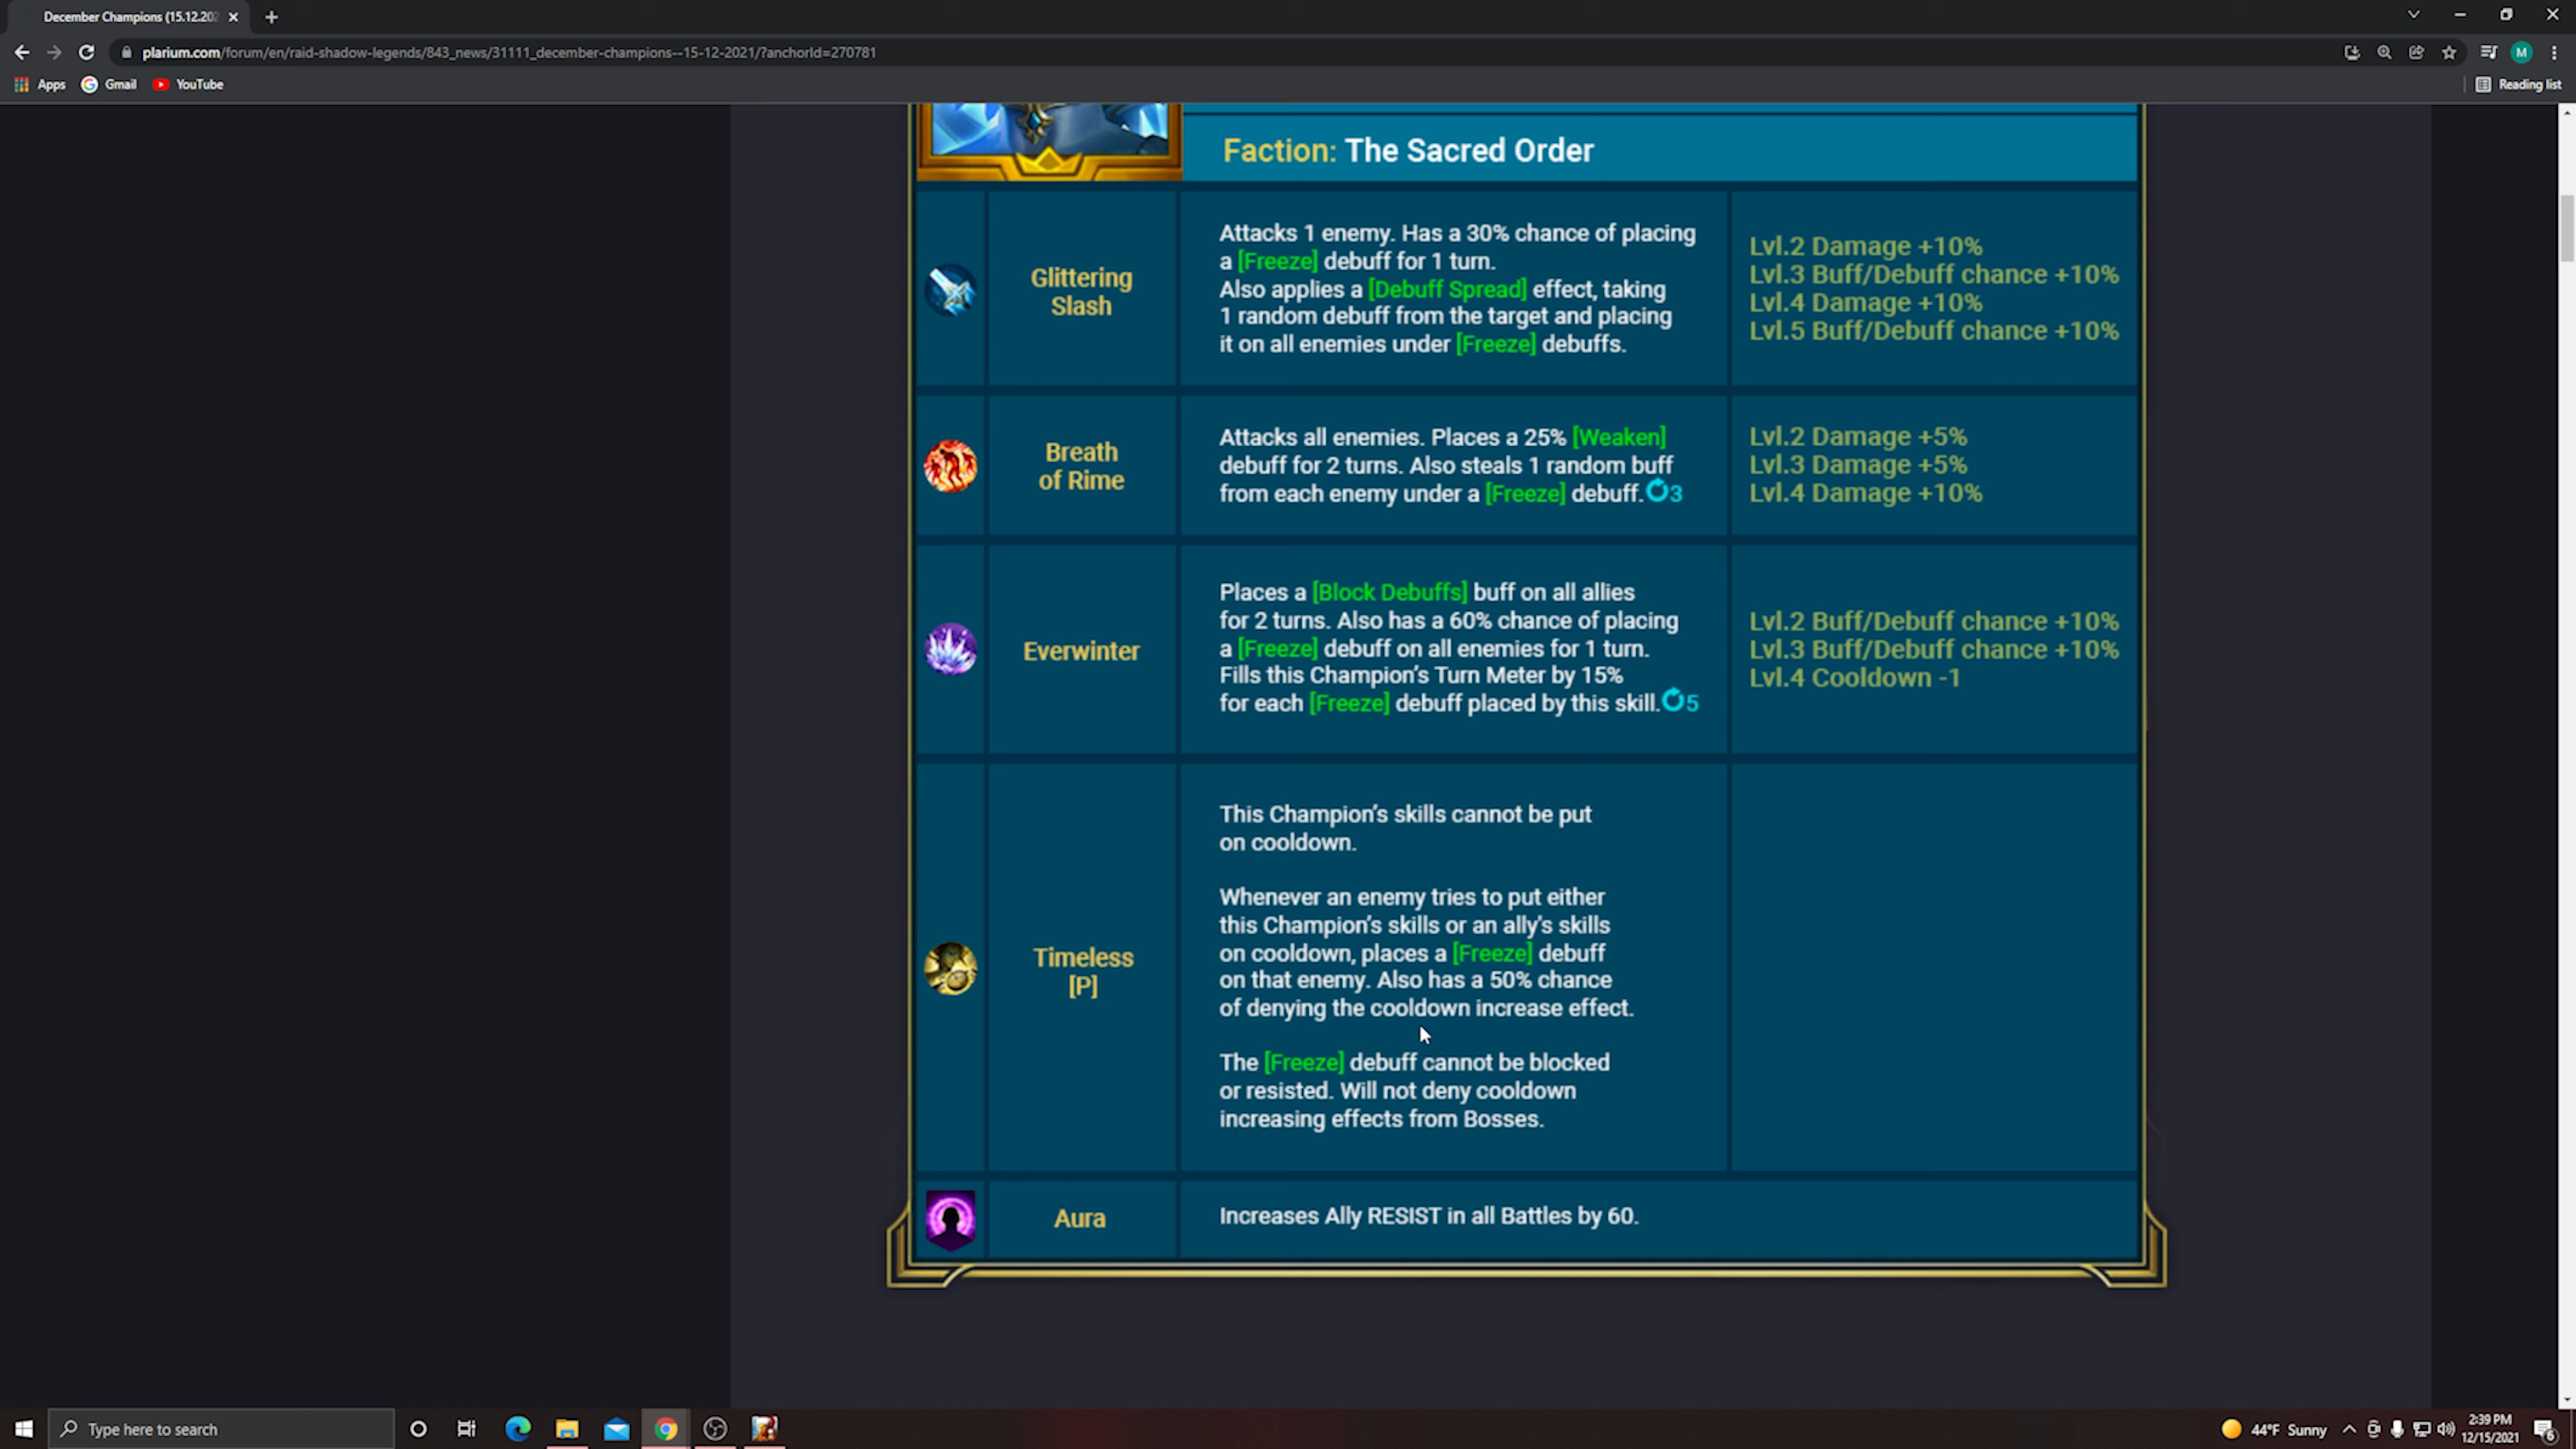 December Champions (15.12.202
plarium.com/forum/en/raid-shadow-legends/843_news/31111_december-champions--15-12-2021/?anchorId=270781
M
Apps
Gmail
YouTube
Reading list
Faction: The Sacred Order
Glittering
Slash
Attacks 1 enemy. Has a 30% chance of placing
a [Freeze] debuff for 1 turn.
Also applies a [Debuff Spread] effect, taking
1 random debuff from the target and placing
it on all enemies under [Freeze] debuffs.
Lvl.2 Damage +10%
Lvl.3 Buff/Debuff chance +10%
Lvl.4 Damage +10%
Lvl.5 Buff/Debuff chance +10%
Breath
of Rime
Attacks all enemies. Places a 25% [Weaken]
debuff for 2 turns. Also steals 1 random buff
from each enemy under a [Freeze] debuff. 3
Lvl.2 Damage +5%
Lvl.3 Damage +5%
Lvl.4 Damage +10%
Everwinter
Places a [Block Debuffs] buff on all allies
for 2 turns. Also has a 60% chance of placing
a [Freeze] debuff on all enemies for 1 turn.
Fills this Champion's Turn Meter by 15%
for each [Freeze] debuff placed by this skill. 5
Lvl.2 Buff/Debuff chance +10%
Lvl.3 Buff/Debuff chance +10%
Lvl.4 Cooldown -1
Timeless
[P]
This Champion's skills cannot be put
on cooldown.
Whenever an enemy tries to put either
this Champion's skills or an ally's skills
on cooldown, places a [Freeze] debuff
on that enemy. Also has a 50% chance
of denying the cooldown increase effect.
The [Freeze] debuff cannot be blocked
or resisted. Will not deny cooldown
increasing effects from Bosses.
Aura
Increases Ally RESIST in all Battles by 60.
Type here to search
44°F Sunny
2:39 PM
12/15/2021
6